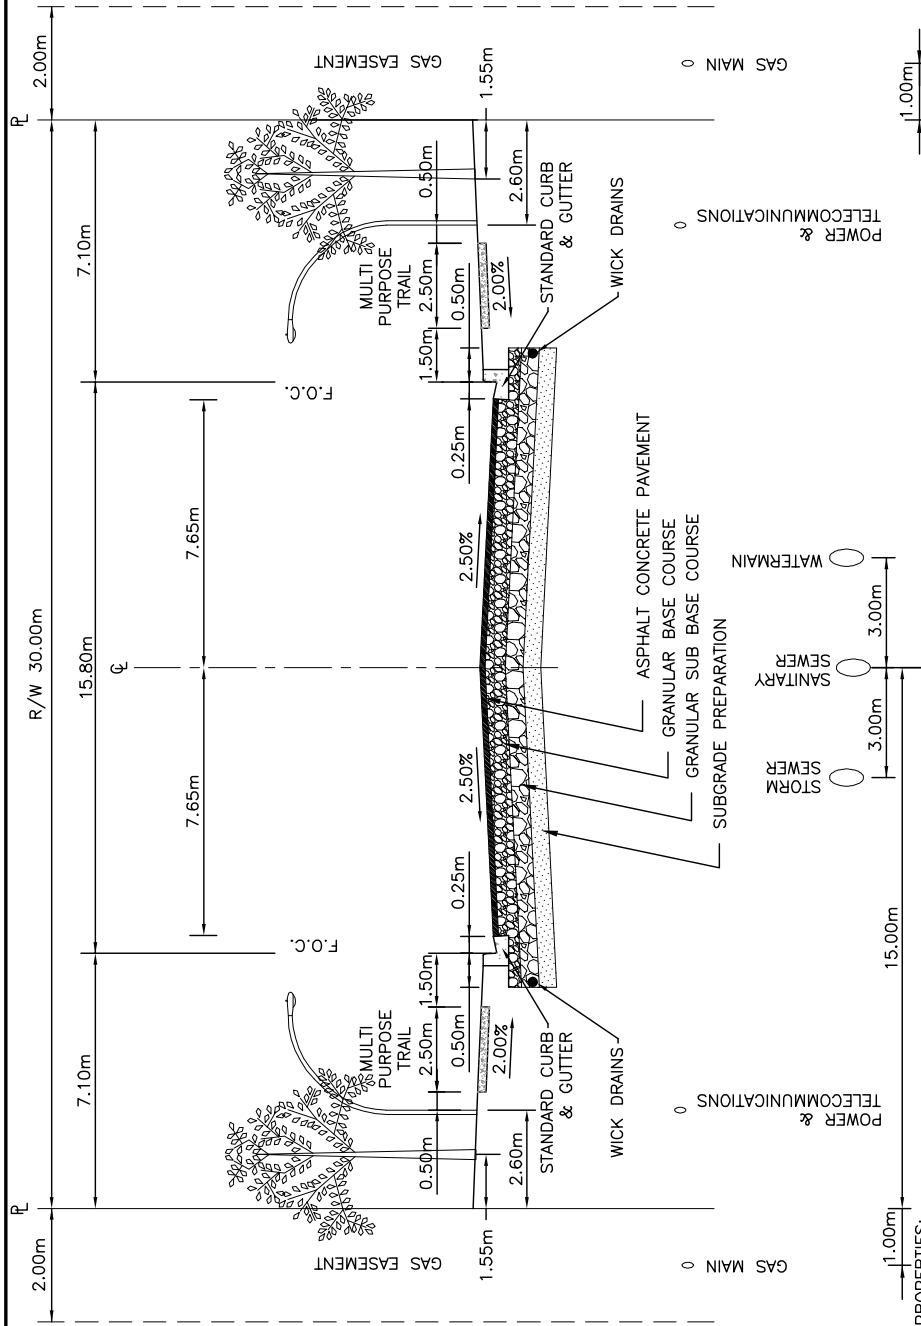 R/W 30.00m
2.00m
PL
PL
2.00m
7.10m
15.80m
7.10m
CL
7.65m
7.65m
F.O.C.
F.O.C.
GAS EASEMENT
GAS EASEMENT
MULTI
PURPOSE
TRAIL
MULTI
PURPOSE
TRAIL
0.50m
2.50m
1.50m
1.50m
2.50m
0.50m
0.50m
0.25m
0.25m
0.50m
1.55m
2.60m
2.00%
2.50%
2.50%
2.00%
2.60m
1.55m
STANDARD CURB
& GUTTER
STANDARD CURB
& GUTTER
WICK DRAINS
WICK DRAINS
ASPHALT CONCRETE PAVEMENT
GRANULAR BASE COURSE
GRANULAR SUB BASE COURSE
SUBGRADE PREPARATION
GAS MAIN
POWER &
TELECOMMUNICATIONS
STORM
SEWER
SANITARY
SEWER
WATERMAIN
POWER &
TELECOMMUNICATIONS
GAS MAIN
3.00m
3.00m
1.00m
15.00m
1.00m
PROPERTIES: